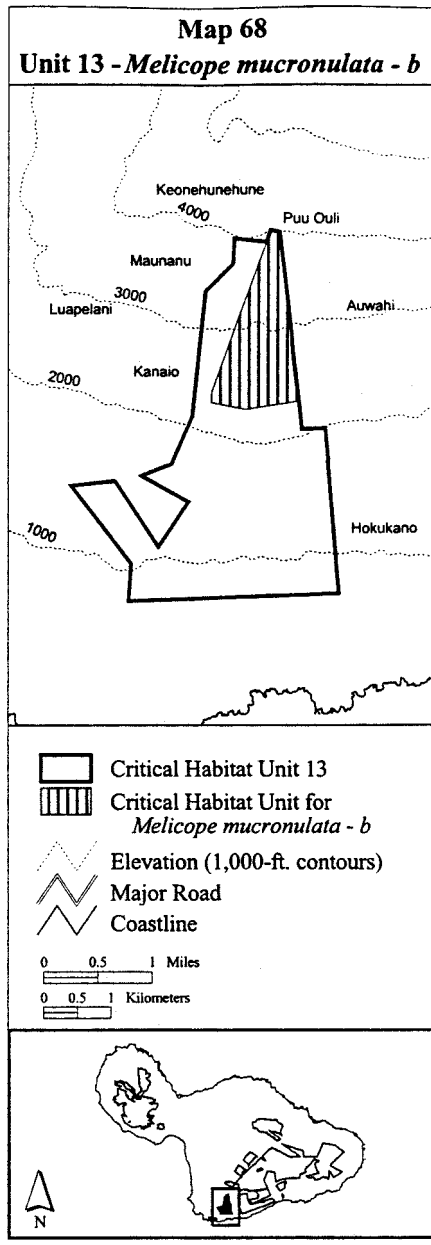 Map 68
Unit 13 - Melicope mucronulata - b
Keonehunehune
4000
Puu Ouli
Maunanu
3000
Luapelani
Auwahi
Kanaio
2000
1000
Hokukano
Critical Habitat Unit 13
Critical Habitat Unit for
Melicope mucronulata - b
Elevation (1,000-ft. contours)
Major Road
Coastline
0 0.5 1 Miles
0 0.5 1 Kilometers
N